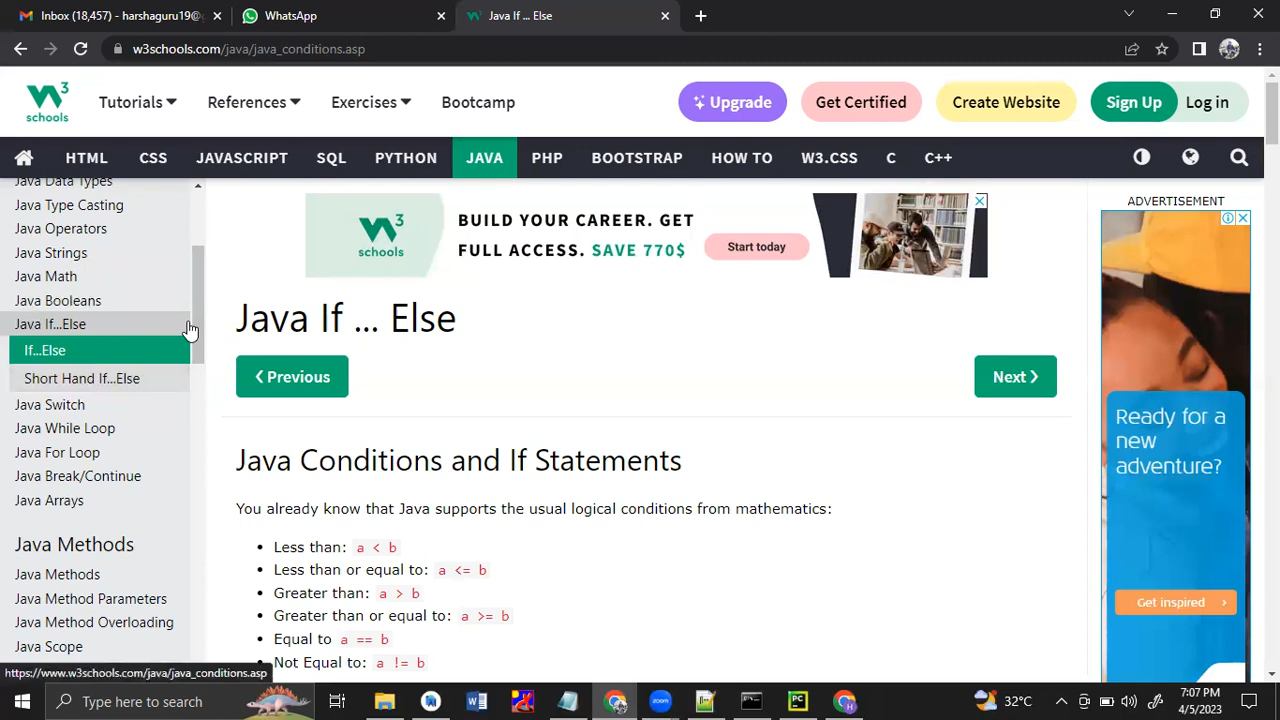 Inbox (18,457) - harshaguru19@
WhatsApp
Java If ... Else
w3schools.com/java/java_conditions.asp
3
schools
Tutorials
References
Exercises
Bootcamp
Upgrade
Get Certified
Create Website
Sign Up
Log in
HTML
CSS
JAVASCRIPT
SQL
PYTHON
JAVA
PHP
BOOTSTRAP
HOW TO
W3.CSS
C
C++
Java Data Types
Java Type Casting
Java Operators
Java Strings
Java Math
Java Booleans
Java If...Else
If...Else
Short Hand If...Else
Java Switch
Java While Loop
Java For Loop
Java Break/Continue
Java Arrays
Java Methods
Java Methods
Java Method Parameters
Java Method Overloading
Java Scope
https://www.w3schools.com/java/java_conditions.asp
3
schools
BUILD YOUR CAREER. GET
FULL ACCESS. SAVE 770$
Start today
Java If ... Else
❮ Previous
Next ❯
Java Conditions and If Statements
You already know that Java supports the usual logical conditions from mathematics:
• Less than: a < b
• Less than or equal to: a <= b
• Greater than: a > b
• Greater than or equal to: a >= b
• Equal to a == b
• Not Equal to: a != b
ADVERTISEMENT
Ready for a
new
adventure?
Get inspired
Type here to search
W
zoom
PC
H
32°C
7:07 PM
4/5/2023